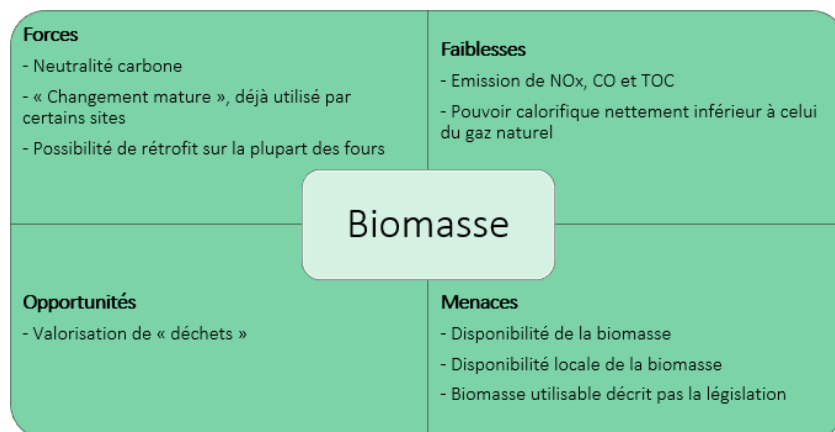 Forces
- Neutralité carbone
- « Changement mature », déjà utilisé par
certains sites
- Possibilité de rétrofit sur la plupart des fours
Faiblesses
- Emission de NOx, CO et TOC
- Pouvoir calorifique nettement inférieur à celui
du gaz naturel
Biomasse
Opportunités
- Valorisation de « déchets »
Menaces
- Disponibilité de la biomasse
- Disponibilité locale de la biomasse
- Biomasse utilisable décrit pas la législation